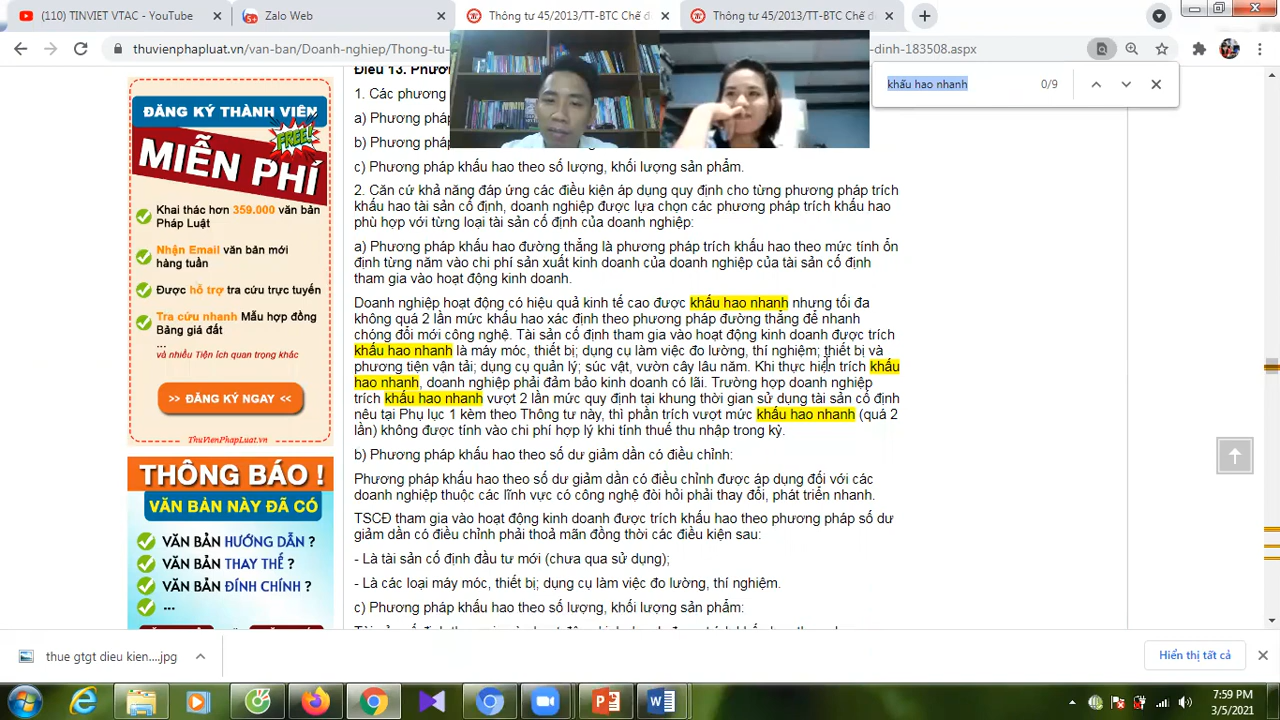 (110) TINVIET VTAC - YouTube
Zalo Web
Thông tư 45/2013/TT-BTC Chế đ
Thông tư 45/2013/TT-BTC Chế đ
thuvienphapluat.vn/van-ban/Doanh-nghiep/Thong-tu-
-dinh-183508.aspx
khấu hao nhanh
0/9
ĐĂNG KÝ THÀNH VIÊN
FREE!
MIỄN PHÍ
Khai thác hơn 359.000 văn bản
Pháp Luật
Nhận Email văn bản mới
hàng tuần
Được hỗ trợ tra cứu trực tuyến
Tra cứu nhanh Mẫu hợp đồng
Bảng giá đất
...
và nhiều Tiện ích quan trọng khác
>> ĐĂNG KÝ NGAY <<
ThuVienPhapLuat.vn
THÔNG BÁO !
VĂN BẢN NÀY ĐÃ CÓ
VĂN BẢN HƯỚNG DẪN ?
VĂN BẢN THAY THẾ ?
VĂN BẢN ĐÍNH CHÍNH ?
...
Điều 13. Phươn
1. Các phương
a) Phương pháp
b) Phương pháp
c) Phương pháp khấu hao theo số lượng, khối lượng sản phẩm.
2. Căn cứ khả năng đáp ứng các điều kiện áp dụng quy định cho từng phương pháp trích
khấu hao tài sản cố định, doanh nghiệp được lựa chọn các phương pháp trích khấu hao
phù hợp với từng loại tài sản cố định của doanh nghiệp:
a) Phương pháp khấu hao đường thẳng là phương pháp trích khấu hao theo mức tính ổn
định từng năm vào chi phí sản xuất kinh doanh của doanh nghiệp của tài sản cố định
tham gia vào hoạt động kinh doanh.
Doanh nghiệp hoạt động có hiệu quả kinh tế cao được khấu hao nhanh nhưng tối đa
không quá 2 lần mức khấu hao xác định theo phương pháp đường thẳng để nhanh
chóng đổi mới công nghệ. Tài sản cố định tham gia vào hoạt động kinh doanh được trích
khấu hao nhanh là máy móc, thiết bị; dụng cụ làm việc đo lường, thí nghiệm; thiết bị và
phương tiện vận tải; dụng cụ quản lý; súc vật, vườn cây lâu năm. Khi thực hiện trích khấu
hao nhanh, doanh nghiệp phải đảm bảo kinh doanh có lãi. Trường hợp doanh nghiệp
trích khấu hao nhanh vượt 2 lần mức quy định tại khung thời gian sử dụng tài sản cố định
nêu tại Phụ lục 1 kèm theo Thông tư này, thì phần trích vượt mức khấu hao nhanh (quá 2
lần) không được tính vào chi phí hợp lý khi tính thuế thu nhập trong kỳ.
b) Phương pháp khấu hao theo số dư giảm dần có điều chỉnh:
Phương pháp khấu hao theo số dư giảm dần có điều chỉnh được áp dụng đối với các
doanh nghiệp thuộc các lĩnh vực có công nghệ đòi hỏi phải thay đổi, phát triển nhanh.
TSCĐ tham gia vào hoạt động kinh doanh được trích khấu hao theo phương pháp số dư
giảm dần có điều chỉnh phải thoả mãn đồng thời các điều kiện sau:
- Là tài sản cố định đầu tư mới (chưa qua sử dụng);
- Là các loại máy móc, thiết bị; dụng cụ làm việc đo lường, thí nghiệm.
c) Phương pháp khấu hao theo số lượng, khối lượng sản phẩm:
thue gtgt dieu kien....jpg
Hiển thị tất cả
7:59 PM
3/5/2021